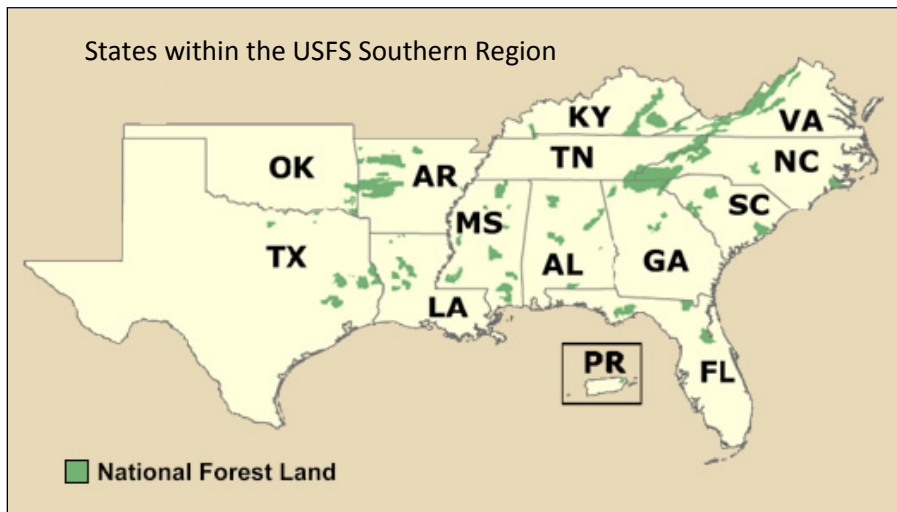 States within the USFS Southern Region
KY
VA
OK
AR
TN
NC
SC
MS
TX
AL
GA
LA
PR
FL
National Forest Land